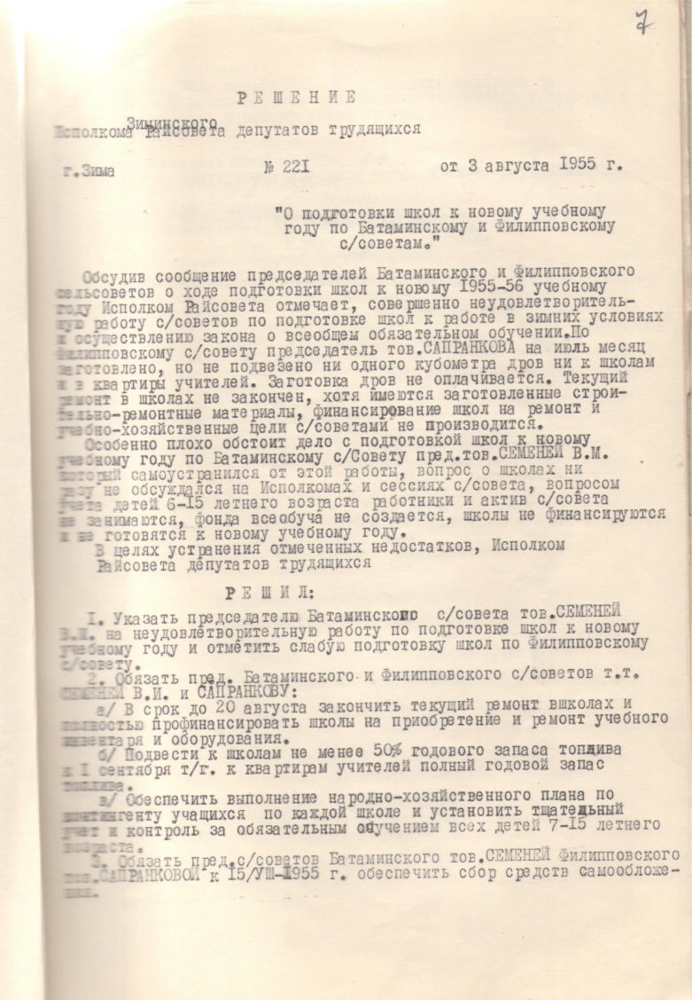 7
РЕШЕНИЕ
Зиминского
Исполкома Райсовета депутатов трудящихся
г.Зима № 221 от 3 августа 1955 г.
"О подготовки школ к новому учебному
году по Батаминскому и Филипповскому
с/советам."
Обсудив сообщение председателей Батаминского и Филипповского
сельсоветов о ходе подготовки школ к новому 1955-56 учебному
году Исполком Райсовета отмечает, совершенно неудовлетворитель-
ную работу с/советов по подготовке школ к работе в зимних условиях
и осуществлению закона о всеобщем обязательном обучении.По
Филипповскому с/совету председатель тов.САПРАНКОВА на июль месяц
заготовлено, но не подвезено ни одного кубометра дров ни к школам
и в квартиры учителей. Заготовка дров не оплачивается. Текущий
ремонт в школах не закончен, хотя имеются заготовленные строи-
тельно-ремонтные материалы, финансирование школ на ремонт и
учебно-хозяйственные цели с/советами не производится.
Особенно плохо обстоит дело с подготовкой школ к новому
учебному году по Батаминскому с/Совету пред.тов.СЕМЕНЕЙ В.М.
который самоустранился от этой работы, вопрос о школах ни
разу не обсуждался на Исполкомах и сессиях с/совета, вопросом
учета детей 6-15 летнего возраста работники и актив с/совета
не занимаются, фонда всеобуча не создается, школы не финансируются
и не готовятся к новому учебному году.
В целях устранения отмеченных недостатков, Исполком
Райсовета депутатов трудящихся
РЕШИЛ:
1. Указать председателю Батаминского с/совета тов.СЕМЕНЕЙ
В.И. на неудовлетворительную работу по подготовке школ к новому
учебному году и отметить слабую подготовку школ по Филипповскому
с/совету.
2. Обязать пред. Батаминского и Филипповского с/советов т.т.
СЕМЕНЕЙ В.И. и САПРАНКОВУ:
а/ В срок до 20 августа закончить текущий ремонт вшколах и
полностью профинансировать школы на приобретение и ремонт учебного
инвентаря и оборудования.
б/ Подвести к школам не менее 50% годового запаса топлива
к I сентября т/г. к квартирам учителей полный годовой запас
топлива.
в/ Обеспечить выполнение народно-хозяйственного плана по
контингенту учащихся по каждой школе и установить тщательный
учет и контроль за обязательным обучением всех детей 7-15 летнего
возраста.
3. Обязать пред.с/советов Батаминского тов.СЕМЕНЕЙ Филипповского
тов.САПРАНКОВОЙ к 15/УШ-1955 г. обеспечить сбор средств самообложе-
ния.